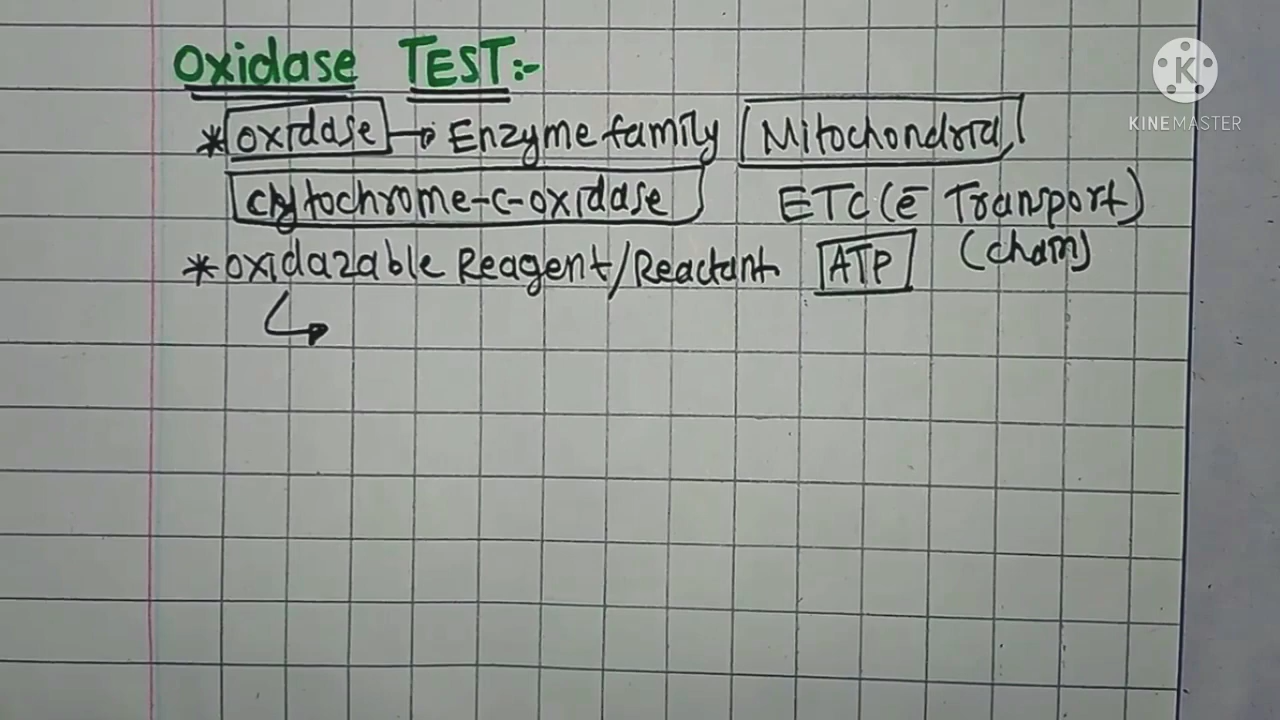 Oxidase TEST:-
* oxidase → Enzyme family Mitochondria
cytochrome-c-oxidase ETC (ē Transport)
(chain)
* oxidazable Reagent/Reactant ATP
K
KINEMASTER